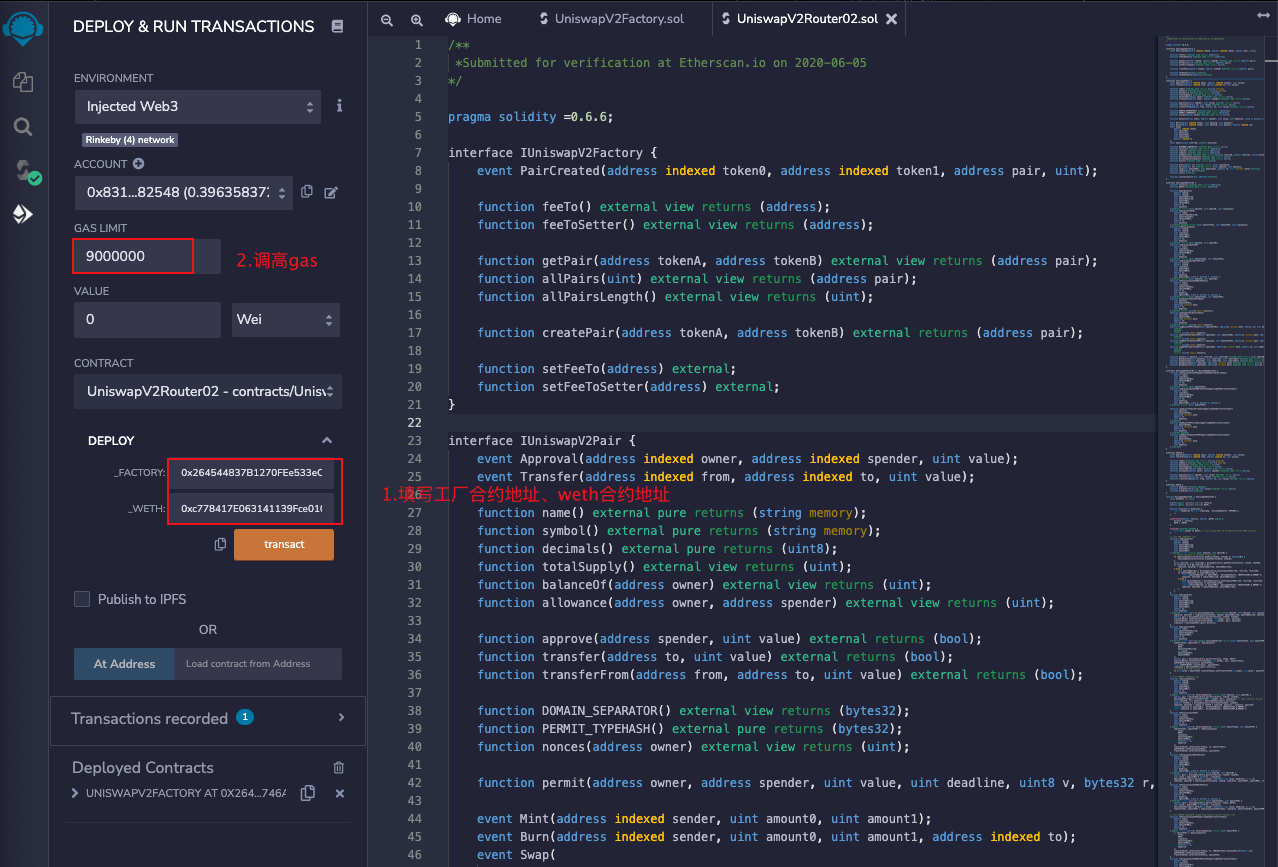 DEPLOY & RUN TRANSACTIONS
ENVIRONMENT
Injected Web3
Rinkeby (4) network
ACCOUNT
0x831...82548 (0.39635837
GAS LIMIT
9000000
2.调高gas
VALUE
0
Wei
CONTRACT
UniswapV2Router02 - contracts/Unisw
DEPLOY
_FACTORY:
0x264544837B1270FEe533eC
_WETH:
0xc778417E063141139Fce01
1.填写工厂合约地址、weth合约地址
transact
Publish to IPFS
OR
At Address
Load contract from Address
Transactions recorded
1
Deployed Contracts
UNISWAPV2FACTORY AT 0X264...746A
Home
UniswapV2Factory.sol
UniswapV2Router02.sol
1 /**
2 *Submitted for verification at Etherscan.io on 2020-06-05
3 */
4
5 pragma solidity =0.6.6;
6
7 interface IUniswapV2Factory {
8 event PairCreated(address indexed token0, address indexed token1, address pair, uint);
9
10 function feeTo() external view returns (address);
11 function feeToSetter() external view returns (address);
12
13 function getPair(address tokenA, address tokenB) external view returns (address pair);
14 function allPairs(uint) external view returns (address pair);
15 function allPairsLength() external view returns (uint);
16
17 function createPair(address tokenA, address tokenB) external returns (address pair);
18
19 function setFeeTo(address) external;
20 function setFeeToSetter(address) external;
21 }
22
23 interface IUniswapV2Pair {
24 event Approval(address indexed owner, address indexed spender, uint value);
25 event Transfer(address indexed from, address indexed to, uint value);
26
27 function name() external pure returns (string memory);
28 function symbol() external pure returns (string memory);
29 function decimals() external pure returns (uint8);
30 function totalSupply() external view returns (uint);
31 function balanceOf(address owner) external view returns (uint);
32 function allowance(address owner, address spender) external view returns (uint);
33
34 function approve(address spender, uint value) external returns (bool);
35 function transfer(address to, uint value) external returns (bool);
36 function transferFrom(address from, address to, uint value) external returns (bool);
37
38 function DOMAIN_SEPARATOR() external view returns (bytes32);
39 function PERMIT_TYPEHASH() external pure returns (bytes32);
40 function nonces(address owner) external view returns (uint);
41
42 function permit(address owner, address spender, uint value, uint deadline, uint8 v, bytes32 r,
43
44 event Mint(address indexed sender, uint amount0, uint amount1);
45 event Burn(address indexed sender, uint amount0, uint amount1, address indexed to);
46 event Swap(